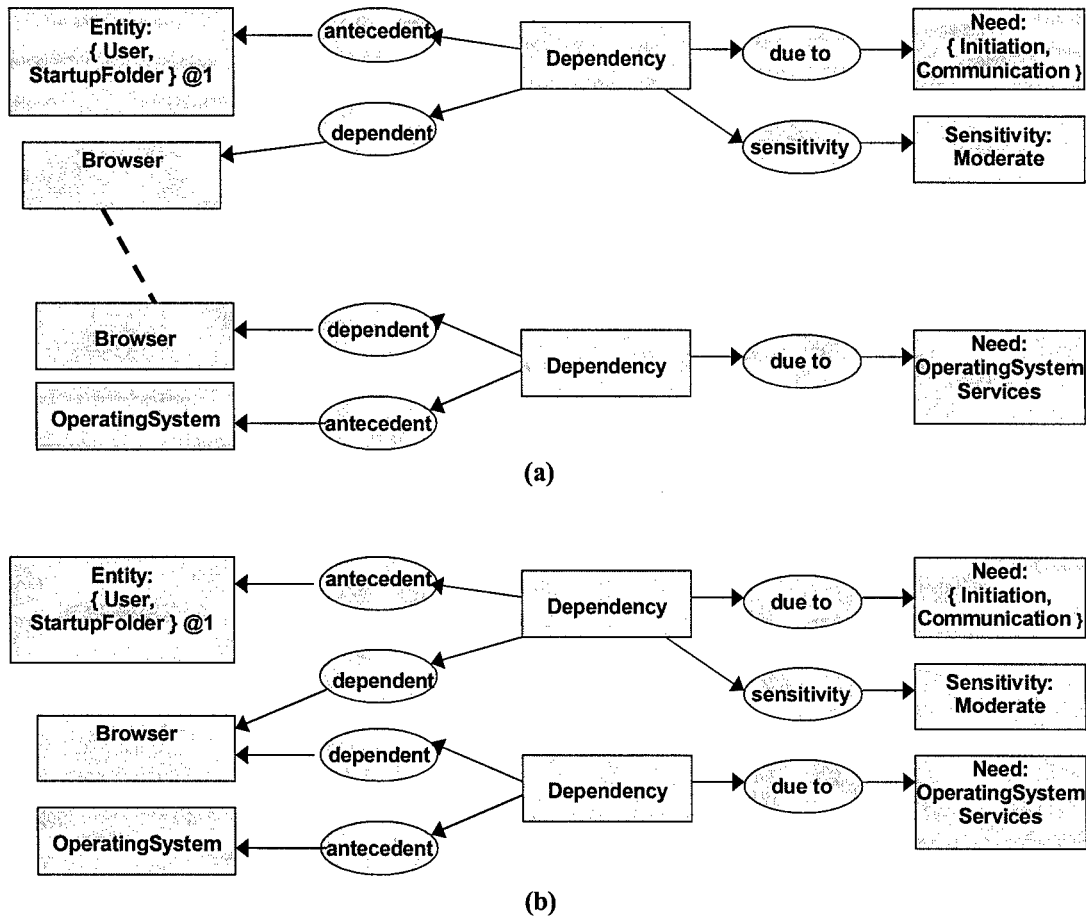 Entity:
{ User,
StartupFolder } @1
antecedent
Dependency
due to
Need:
{ Initiation,
Communication }
dependent
sensitivity
Sensitivity:
Moderate
Browser
Browser
dependent
Dependency
due to
Need:
OperatingSystem
Services
OperatingSystem
antecedent
(a)
Entity:
{ User,
StartupFolder } @1
antecedent
Dependency
due to
Need:
{ Initiation,
Communication }
dependent
sensitivity
Sensitivity:
Moderate
Browser
dependent
Dependency
due to
Need:
OperatingSystem
Services
OperatingSystem
antecedent
(b)